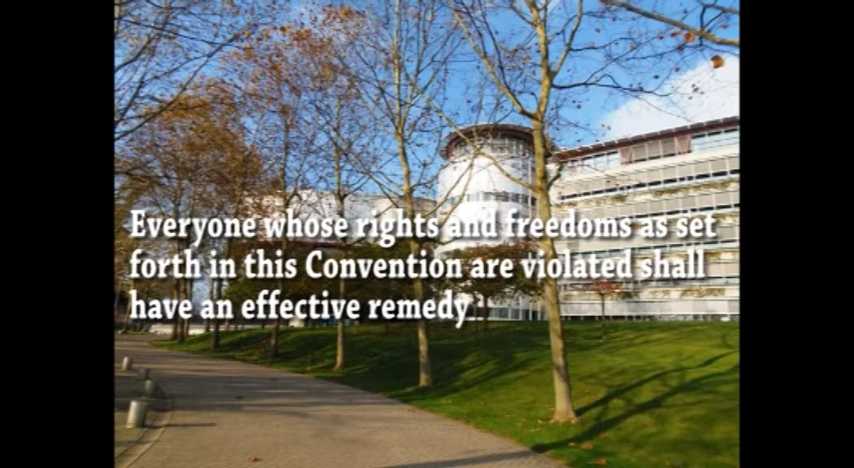 Everyone whose rights and freedoms as set
forth in this Convention are violated shall
have an effective remedy